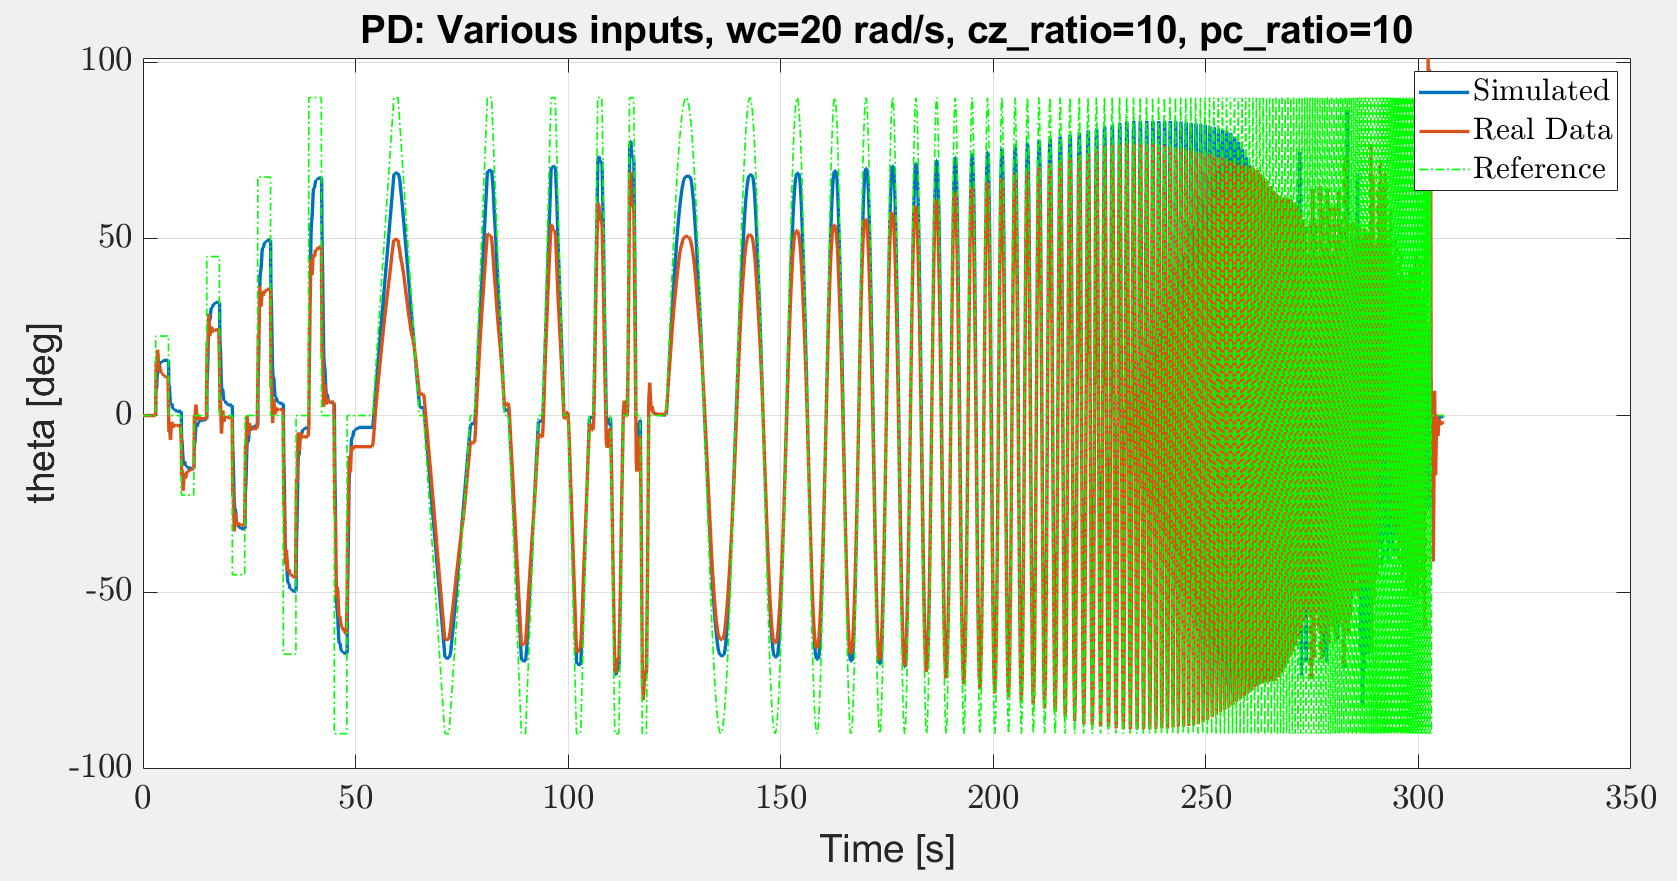 PD: Various inputs, wc=20 rad/s, cz_ratio=10, pc_ratio=10
100
50
0
-50
-100
theta [deg]
Simulated
Real Data
Reference
0 50 100 150 200 250 300 350
Time [s]